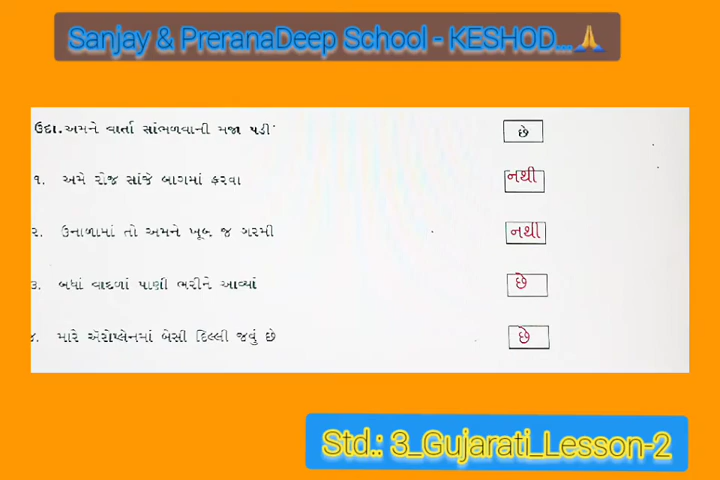 Sanjay & PreranaDeep School - KESHOD...🙏
ઉદા. અમને વાર્તા સાંભળવાની મજા પડી છે
૧. અમે રોજ સાંજે બાગમાં ફરવા નથી
૨. ઉનાળામાં તો અમને ખૂબ જ ગરમી નથી
૩. બધાં વાદળાં પાણી ભરીને આવ્યાં છે
૪. મારે ઍરોપ્લેનમાં બેસી દિલ્લી જવું છે છે
Std.: 3_Gujarati_Lesson-2